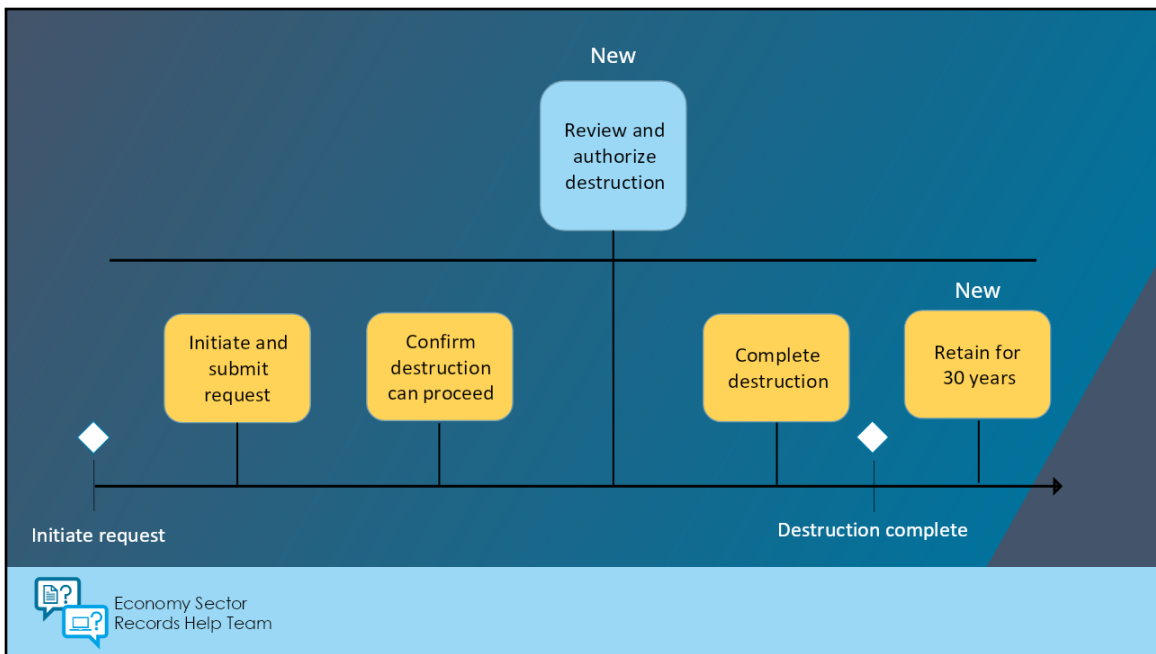 New
Review and
authorize
destruction
New
Initiate and
submit
request
Confirm
destruction
can proceed
Complete
destruction
Retain for
30 years
Initiate request
Destruction complete
?
?
Economy Sector
Records Help Team